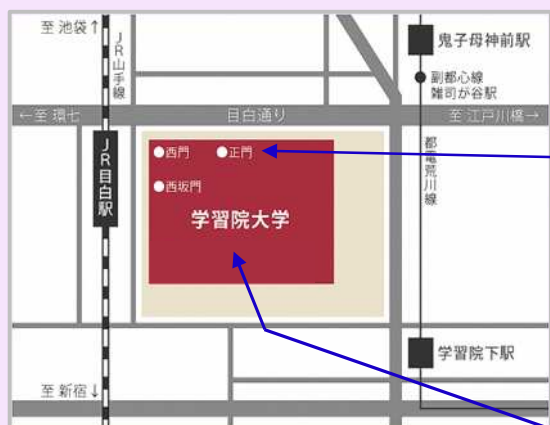 至 池袋↑
JR山手線
鬼子母神前駅
副都心線
雑司が谷駅
←至 環七
目白通り
至 江戸川橋→
JR目白駅
西門
正門
西坂門
学習院大学
都電荒川線
学習院下駅
至 新宿↓